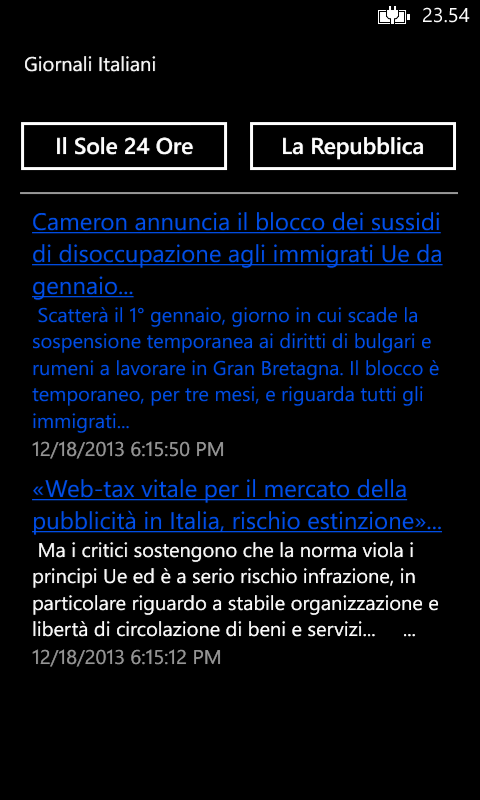 23.54
Giornali Italiani
Il Sole 24 Ore
La Repubblica
Cameron annuncia il blocco dei sussidi
di disoccupazione agli immigrati Ue da
gennaio...
Scatterà il 1° gennaio, giorno in cui scade la
sospensione temporanea ai diritti di bulgari e
rumeni a lavorare in Gran Bretagna. Il blocco è
temporaneo, per tre mesi, e riguarda tutti gli
immigrati...
12/18/2013 6:15:50 PM
«Web-tax vitale per il mercato della
pubblicità in Italia, rischio estinzione»...
Ma i critici sostengono che la norma viola i
principi Ue ed è a serio rischio infrazione, in
particolare riguardo a stabile organizzazione e
libertà di circolazione di beni e servizi... ...
12/18/2013 6:15:12 PM